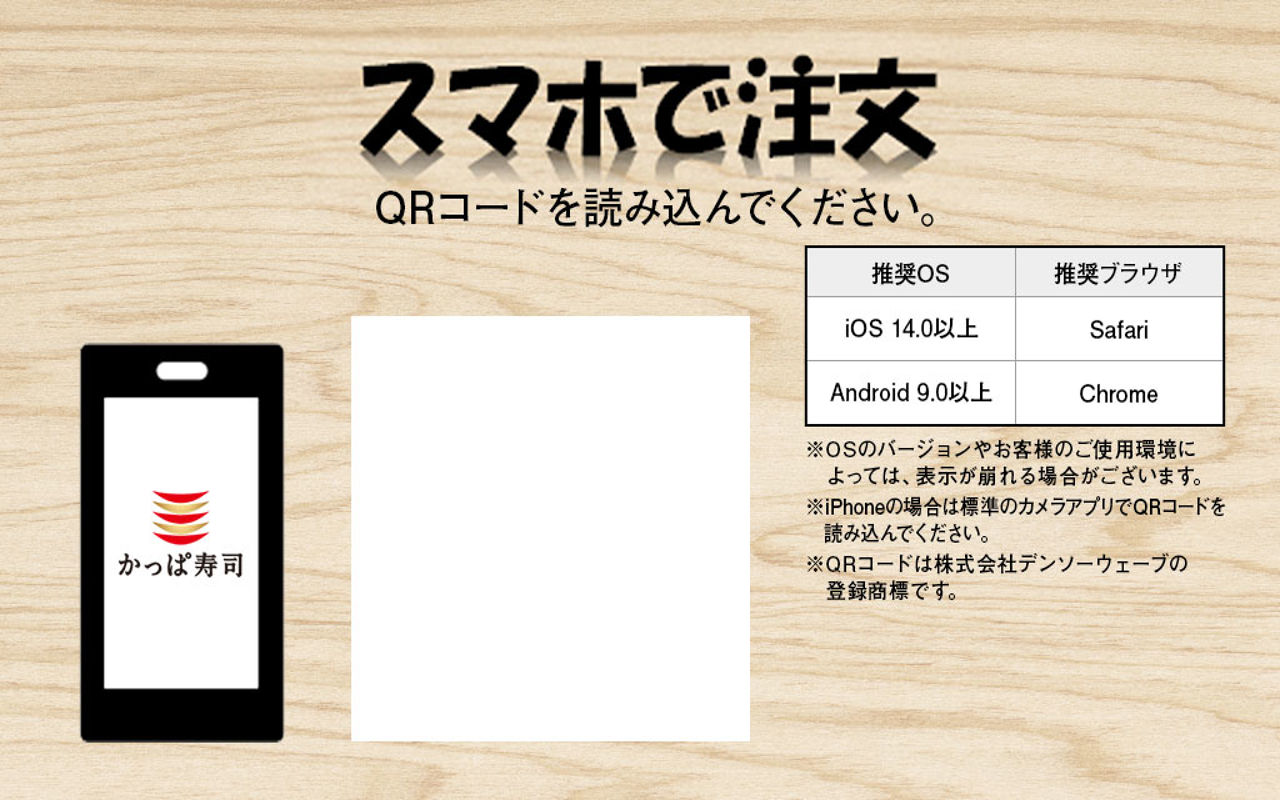 スマホで注文
QRコードを読み込んでください。
推奨OS 推奨ブラウザ
iOS 14.0以上 Safari
Android 9.0以上 Chrome
※OSのバージョンやお客様のご使用環境に
よっては、表示が崩れる場合がございます。
※iPhoneの場合は標準のカメラアプリでQRコードを
読み込んでください。
※QRコードは株式会社デンソーウェーブの
登録商標です。
かっぱ寿司